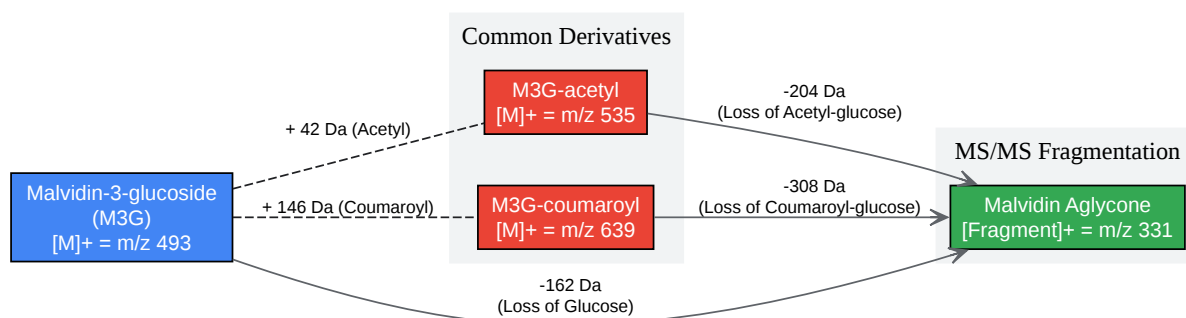 Common Derivatives
M3G-acetyl
[M]+ = m/z 535
-204 Da
(Loss of Acetyl-glucose)
+ 42 Da (Acetyl)
MS/MS Fragmentation
Malvidin-3-glucoside
(M3G)
[M]+ = m/z 493
+ 146 Da (Coumaroyl)
M3G-coumaroyl
[M]+ = m/z 639
-308 Da
(Loss of Coumaroyl-glucose)
Malvidin Aglycone
[Fragment]+ = m/z 331
-162 Da
(Loss of Glucose)